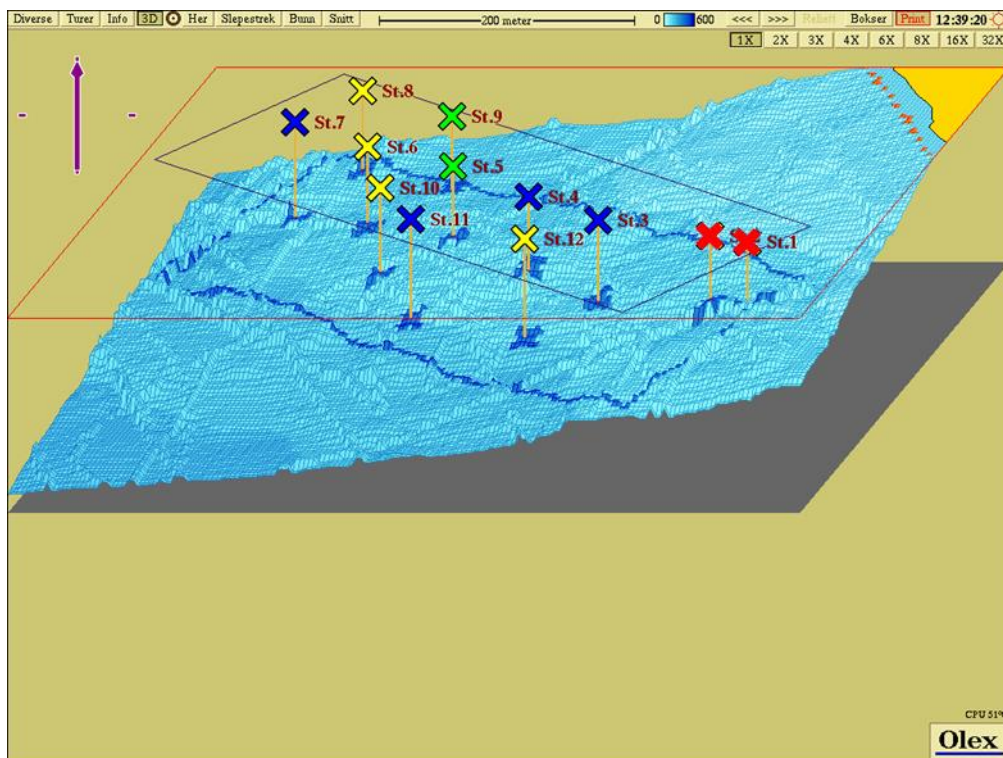 Diverse Turer Info 3D Her Slepestrek Bunn Snitt 200 meter 0 600 <<< >>> Relieff Bokser Print 12:39:20
1X 2X 3X 4X 6X 8X 16X 32X
St.8
St.9
St.7
St.6
St.5
St.10
St.4
St.11
St.3
St.12
St.1
CPU 51%
Olex